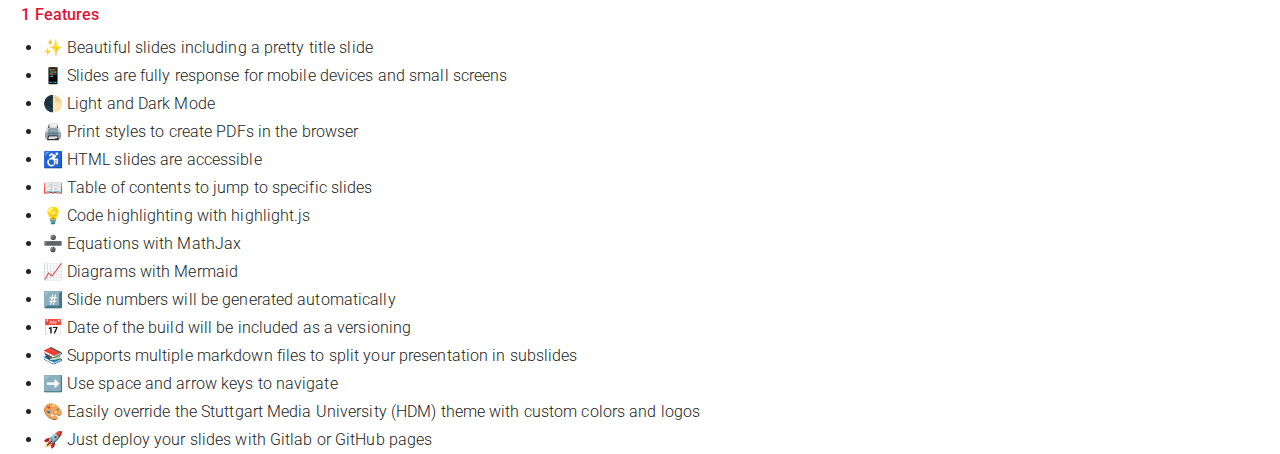 1 Features
• ✨ Beautiful slides including a pretty title slide
• 📱 Slides are fully response for mobile devices and small screens
• 🌓 Light and Dark Mode
• 🖨️ Print styles to create PDFs in the browser
• ♿ HTML slides are accessible
• 📖 Table of contents to jump to specific slides
• 💡 Code highlighting with highlight.js
• ➗ Equations with MathJax
• 📈 Diagrams with Mermaid
• #️⃣ Slide numbers will be generated automatically
• 📅 Date of the build will be included as a versioning
• 📚 Supports multiple markdown files to split your presentation in subslides
• ➡️ Use space and arrow keys to navigate
• 🎨 Easily override the Stuttgart Media University (HDM) theme with custom colors and logos
• 🚀 Just deploy your slides with Gitlab or GitHub pages